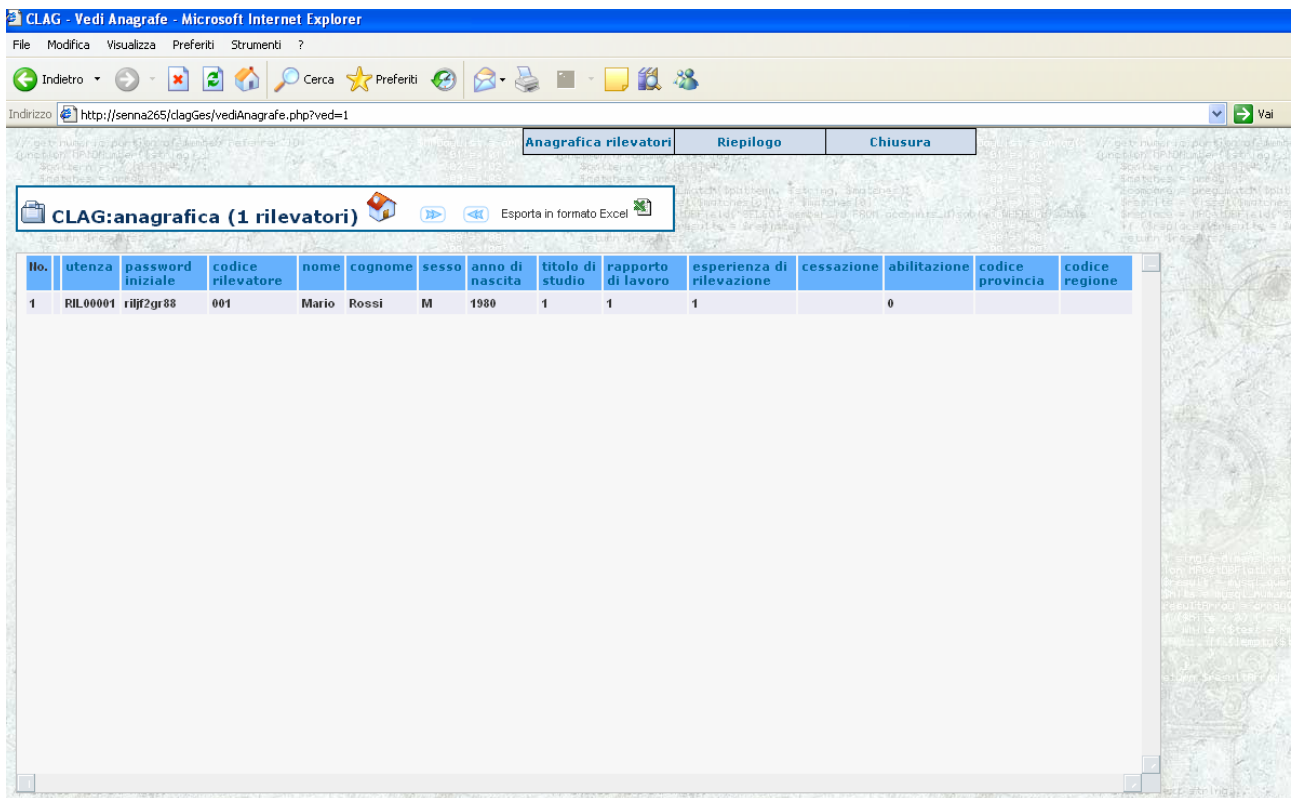 CLAG - Vedi Anagrafe - Microsoft Internet Explorer
File Modifica Visualizza Preferiti Strumenti ?
Indietro Cerca Preferiti
Indirizzo http://senna265/clagGes/vediAnagrafe.php?ved=1 Vai
Anagrafica rilevatori Riepilogo Chiusura
CLAG:anagrafica (1 rilevatori) Esporta in formato Excel
No. utenza password iniziale codice rilevatore nome cognome sesso anno di nascita titolo di studio rapporto di lavoro esperienza di rilevazione cessazione abilitazione codice provincia codice regione
1 RIL00001 riljf2gr88 001 Mario Rossi M 1980 1 1 1 0